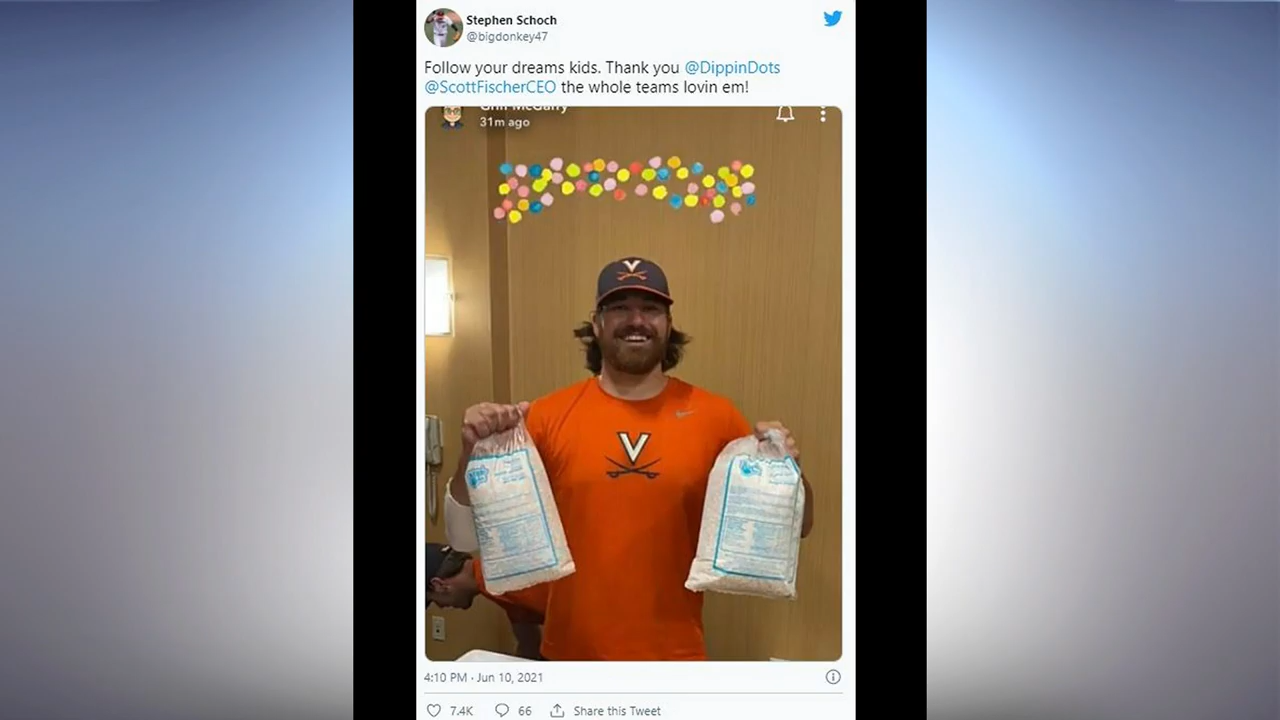 Stephen Schoch
@bigdonkey47
Follow your dreams kids. Thank you @DippinDots
@ScottFischerCEO the whole teams lovin em!
31m ago
V
V
4:10 PM · Jun 10, 2021
7.4K
66
Share this Tweet